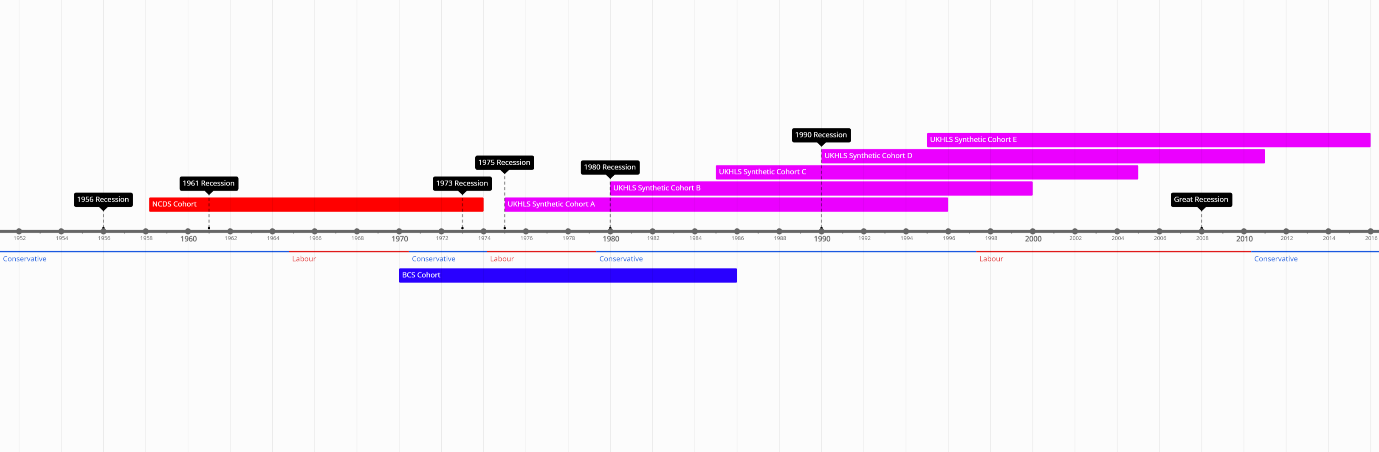 UKHLS Synthetic Cohort E
1990 Recession
UKHLS Synthetic Cohort D
1975 Recession
1980 Recession
UKHLS Synthetic Cohort C
1961 Recession
1973 Recession
UKHLS Synthetic Cohort B
1956 Recession
Great Recession
NCDS Cohort
UKHLS Synthetic Cohort A
1952 1954 1956 1958 1960 1962 1964 1966 1968 1970 1972 1974 1976 1978 1980 1982 1984 1986 1988 1990 1992 1994 1996 1998 2000 2002 2004 2006 2008 2010 2012 2014 2016
Conservative Labour Conservative Labour Conservative Labour Conservative
BCS Cohort